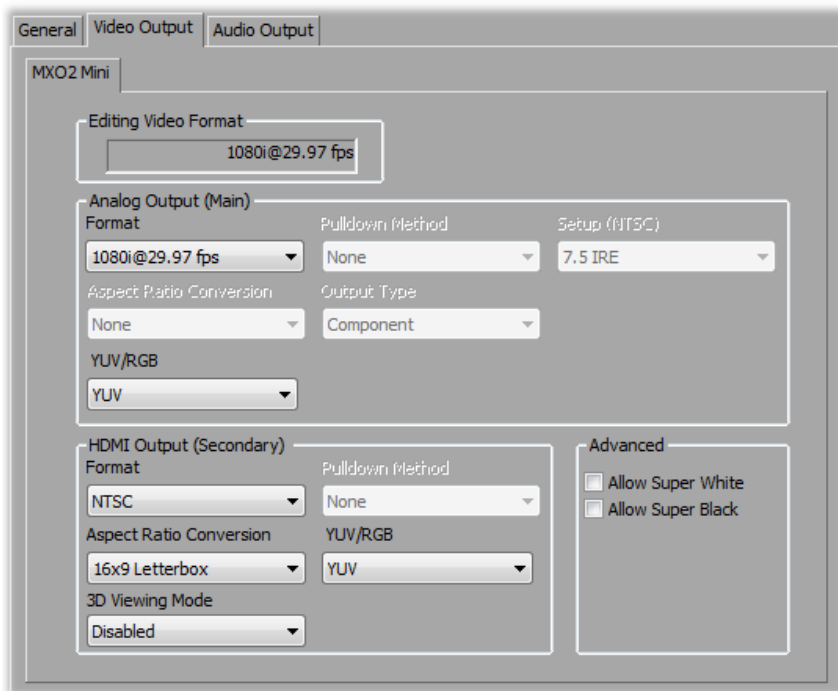 General Video Output Audio Output
MXO2 Mini
Editing Video Format
1080i@29.97 fps
Analog Output (Main)
Format Pulldown Method Setup (NTSC)
1080i@29.97 fps None 7.5 IRE
Aspect Ratio Conversion Output Type
None Component
YUV/RGB
YUV
HDMI Output (Secondary) Advanced
Format Pulldown Method
Allow Super White
NTSC None
Allow Super Black
Aspect Ratio Conversion YUV/RGB
16x9 Letterbox YUV
3D Viewing Mode
Disabled